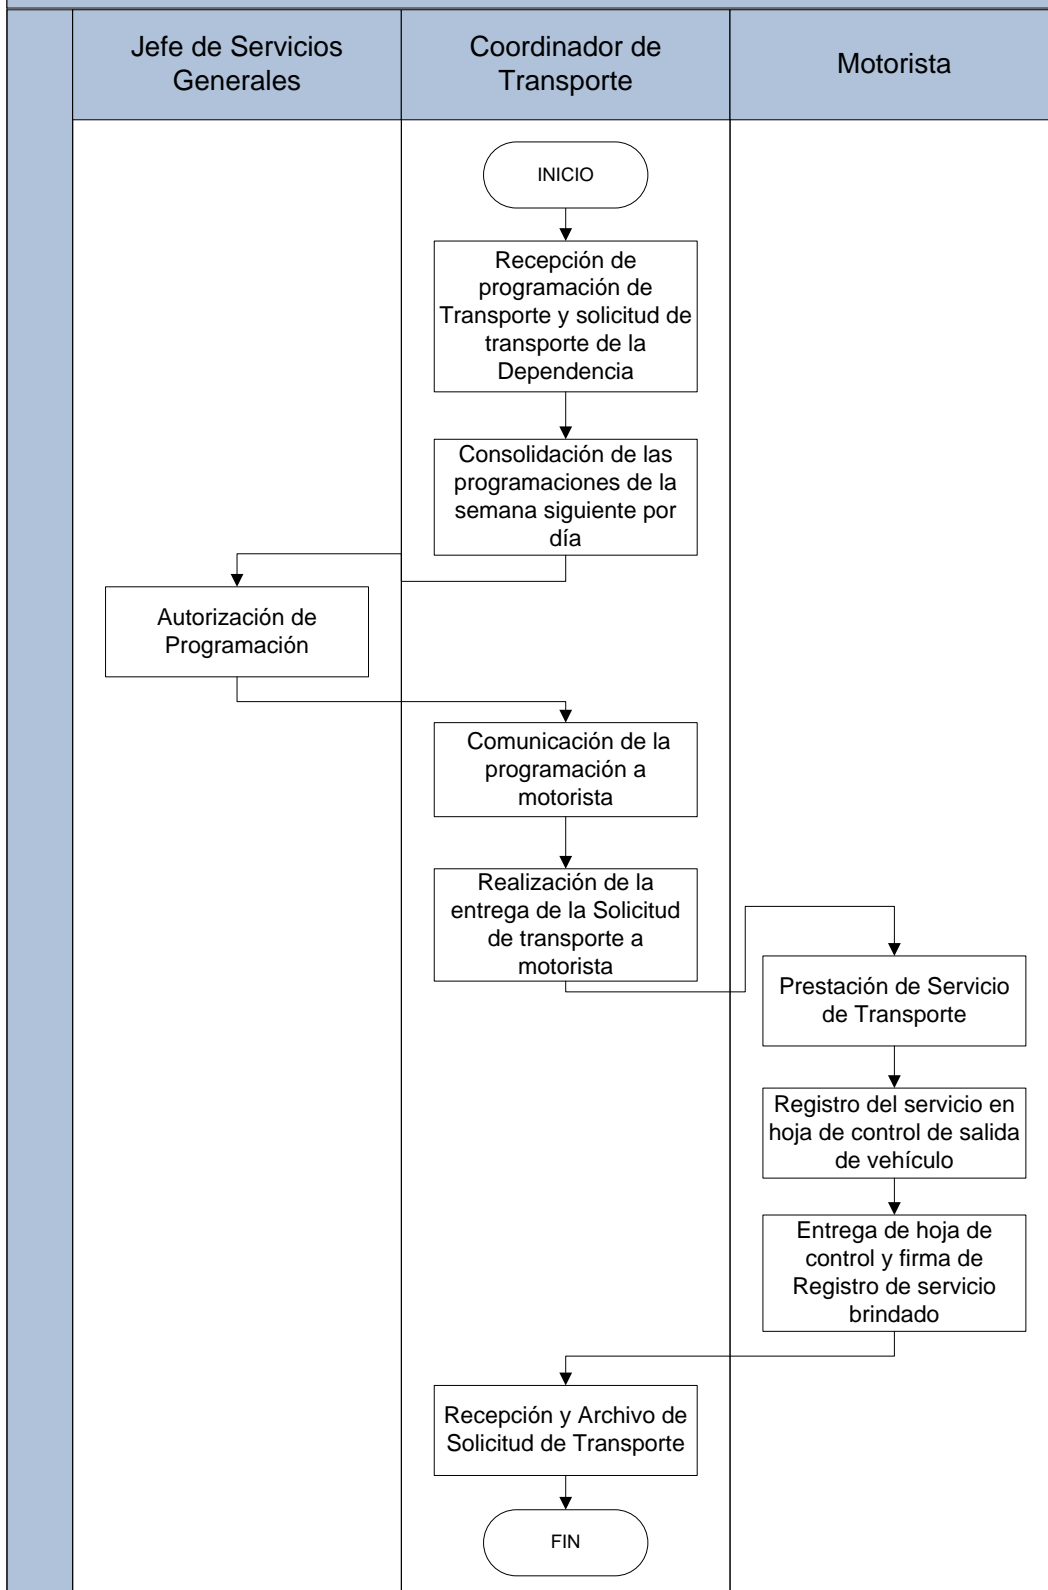 Jefe de Servicios
Generales
Coordinador de
Transporte
Motorista
INICIO
Recepción de
programación de
Transporte y solicitud de
transporte de la
Dependencia
Consolidación de las
programaciones de la
semana siguiente por
día
Autorización de
Programación
Comunicación de la
programación a
motorista
Realización de la
entrega de la Solicitud
de transporte a
motorista
Prestación de Servicio
de Transporte
Registro del servicio en
hoja de control de salida
de vehículo
Entrega de hoja de
control y firma de
Registro de servicio
brindado
Recepción y Archivo de
Solicitud de Transporte
FIN